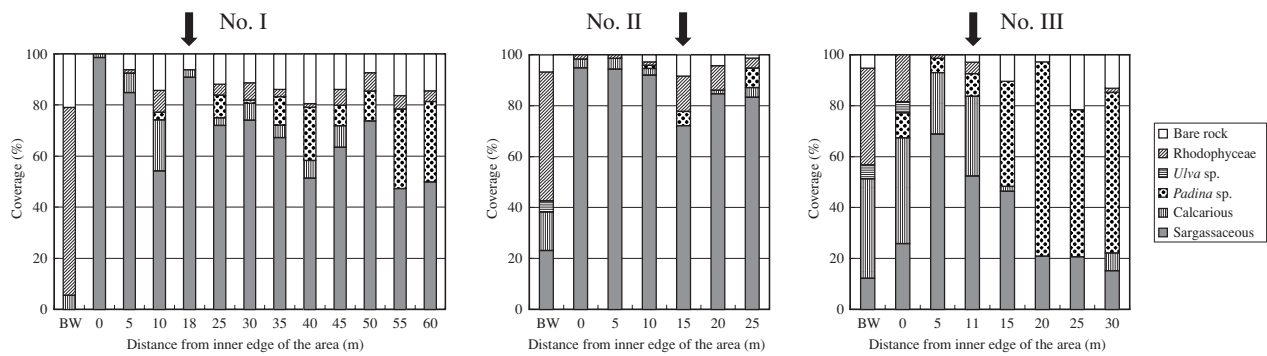 No. I
100
80
60
40
20
0
Coverage (%)
BW 0 5 10 18 25 30 35 40 45 50 55 60
Distance from inner edge of the area (m)
No. II
100
80
60
40
20
0
Coverage (%)
BW 0 5 10 15 20 25
Distance from inner edge of the area (m)
No. III
100
80
60
40
20
0
Coverage (%)
BW 0 5 11 15 20 25 30
Distance from inner edge of the area (m)
Bare rock
Rhodophyceae
Ulva sp.
Padina sp.
Calcarious
Sargassaceous